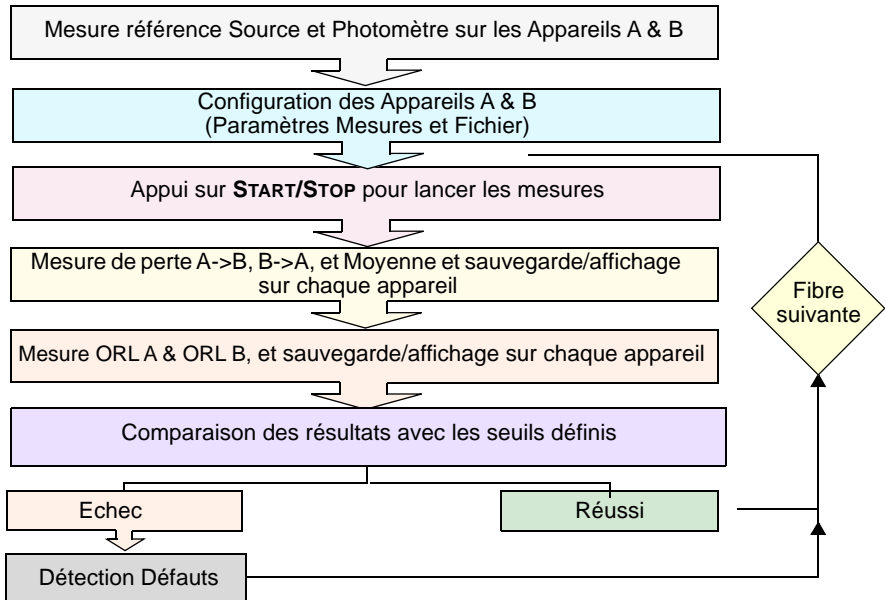 Mesure référence Source et Photomètre sur les Appareils A & B
Configuration des Appareils A & B
(Paramètres Mesures et Fichier)
Appui sur START/STOP pour lancer les mesures
Mesure de perte A->B, B->A, et Moyenne et sauvegarde/affichage
sur chaque appareil
Fibre
suivante
Mesure ORL A & ORL B, et sauvegarde/affichage sur chaque appareil
Comparaison des résultats avec les seuils définis
Echec
Réussi
Détection Défauts